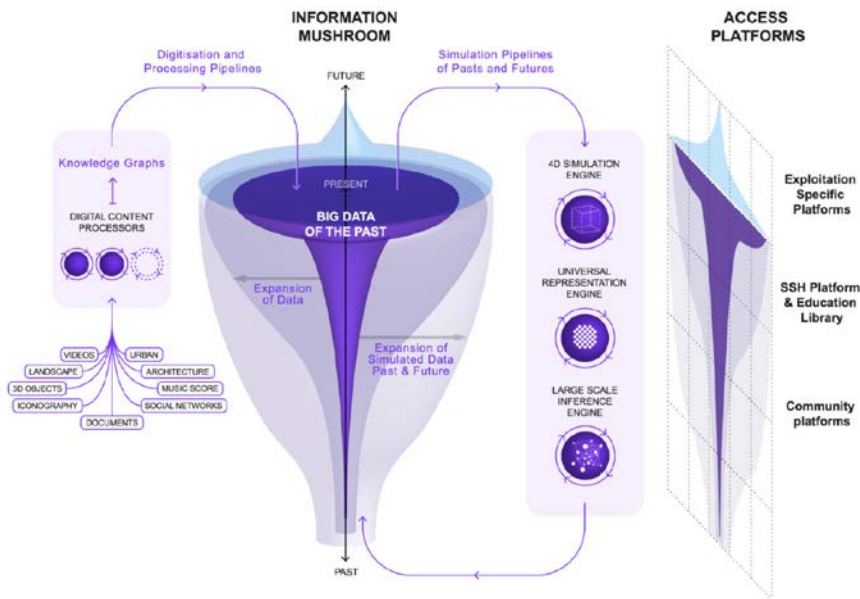 INFORMATION
MUSHROOM
ACCESS
PLATFORMS
Digitisation and
Processing Pipelines
Simulation Pipelines
of Pasts and Futures
FUTURE
Knowledge Graphs
DIGITAL CONTENT
PROCESSORS
VIDEOS
URBAN
LANDSCAPE
ARCHITECTURE
3D OBJECTS
MUSIC SCORE
ICONOGRAPHY
SOCIAL NETWORKS
DOCUMENTS
PRESENT
BIG DATA
OF THE PAST
Expansion
of Data
Expansion of
Simulated Data
Past & Future
PAST
4D SIMULATION
ENGINE
UNIVERSAL
REPRESENTATION
ENGINE
LARGE SCALE
INFERENCE
ENGINE
Exploitation
Specific
Platforms
SSH Platform
& Education
Library
Community
platforms